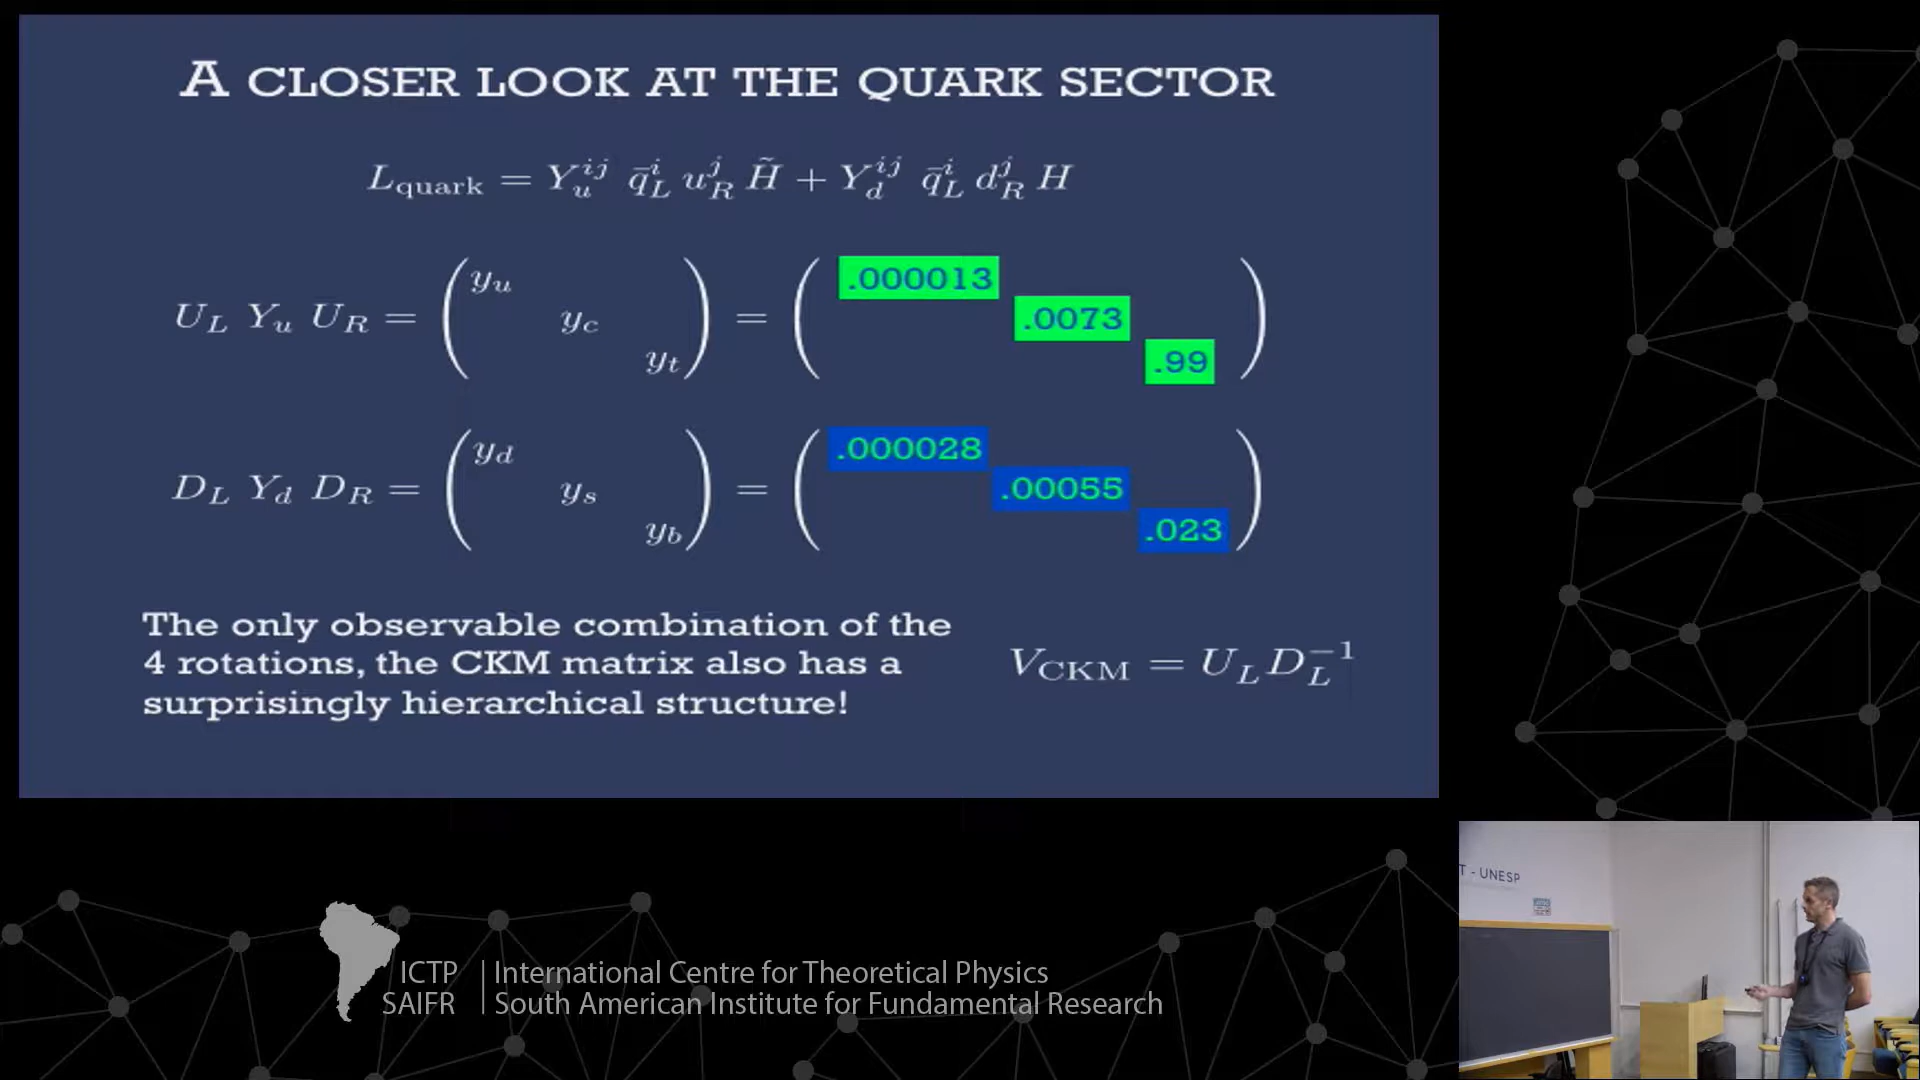 A CLOSER LOOK AT THE QUARK SECTOR
L_quark = Y_u^{ij} q̄_L^i u_R^j H̃ + Y_d^{ij} q̄_L^i d_R^j H
U_L Y_u U_R = ( y_u y_c y_t ) = ( .000013 .0073 .99 )
D_L Y_d D_R = ( y_d y_s y_b ) = ( .000028 .00055 .023 )
The only observable combination of the
4 rotations, the CKM matrix also has a
surprisingly hierarchical structure!
V_CKM = U_L D_L^{-1}
T - UNESP
ICTP | International Centre for Theoretical Physics
SAIFR | South American Institute for Fundamental Research